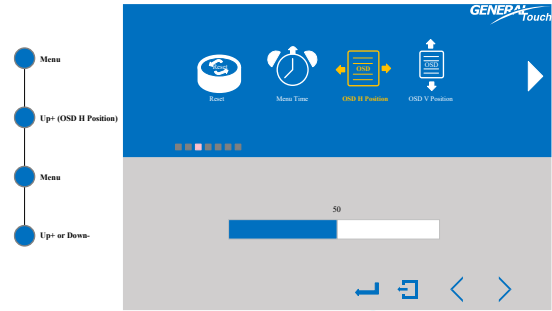 GENERAL
Touch
Menu
Up+ (OSD H Position)
Menu
Up+ or Down-
Reset
OSD
OSD
Reset
Menu Time
OSD H Position
OSD V Position
50